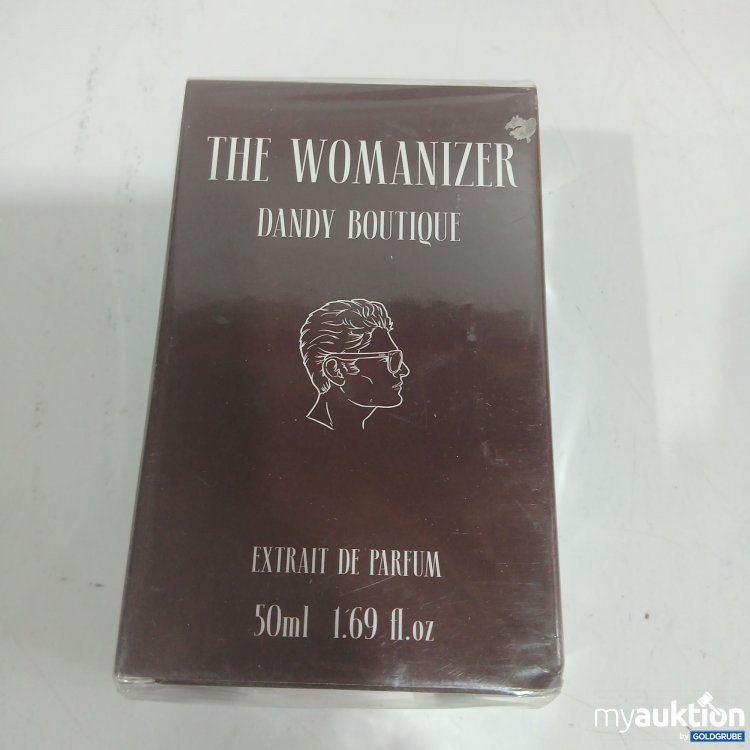 THE WOMANIZER
DANDY BOUTIQUE
EXTRAIT DE PARFUM
50ml 1.69 fl.oz
myauktion
by GOLDGRUBE